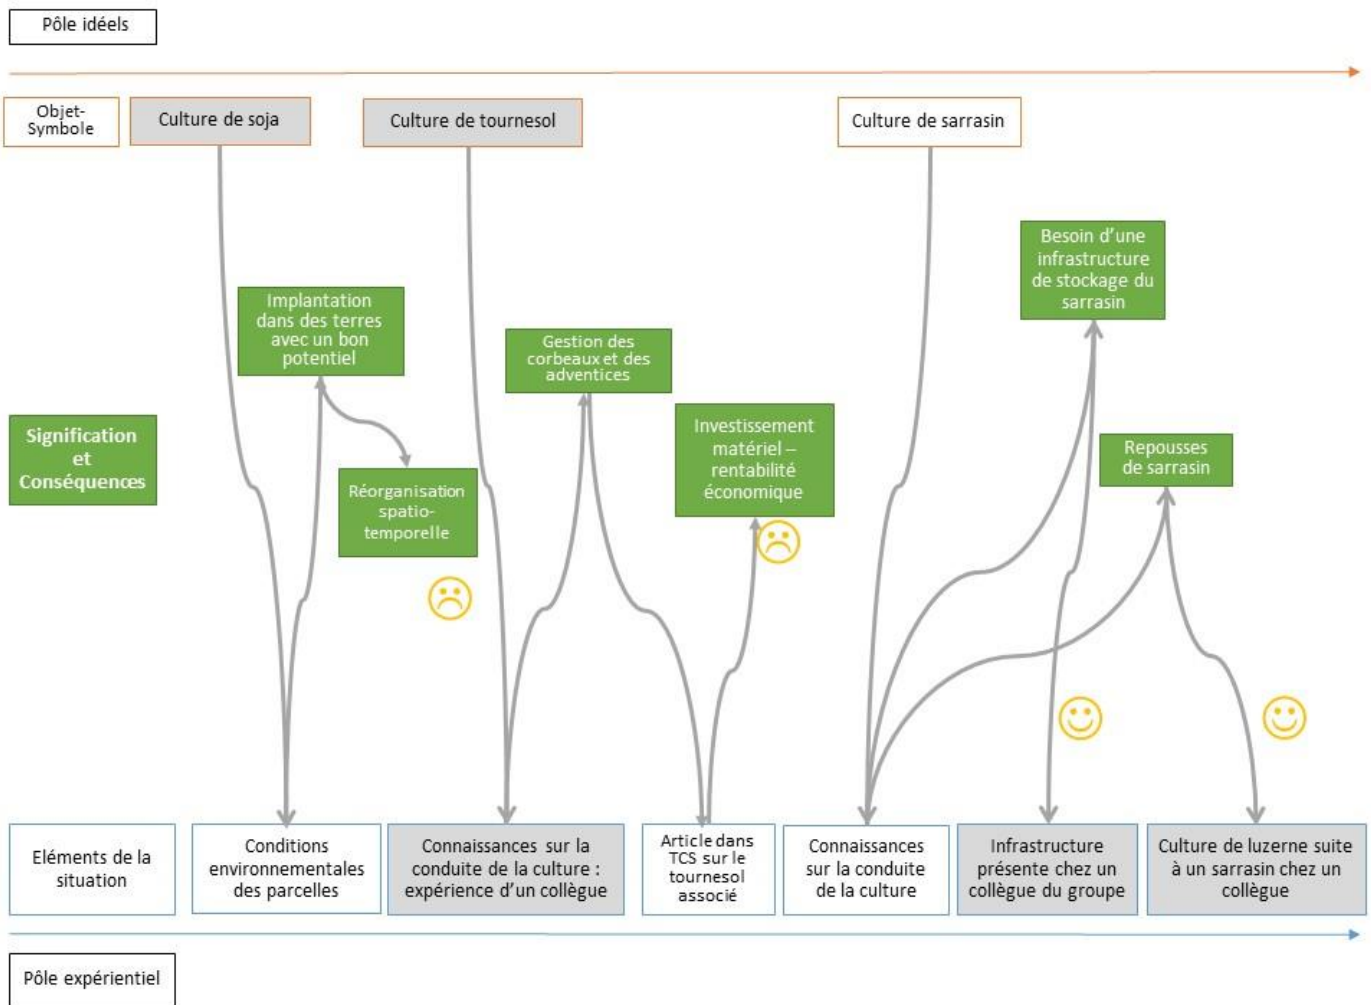 Pôle idéels
Objet-
Symbole
Culture de soja
Culture de tournesol
Culture de sarrasin
Besoin d’une
infrastructure
de stockage du
sarrasin
Implantation
dans des terres
avec un bon
potentiel
Gestion des
corbeaux et des
adventices
Signification
et
Conséquences
Investissement
matériel –
rentabilité
économique
Repousses
de sarrasin
Réorganisation
spatio-
temporelle
Eléments de la
situation
Conditions
environnementales
des parcelles
Connaissances sur la
conduite de la culture :
expérience d’un collègue
Article dans
TCS sur le
tournesol
associé
Connaissances
sur la conduite
de la culture
Infrastructure
présente chez un
collègue du groupe
Culture de luzerne suite
à un sarrasin chez un
collègue
Pôle expérientiel